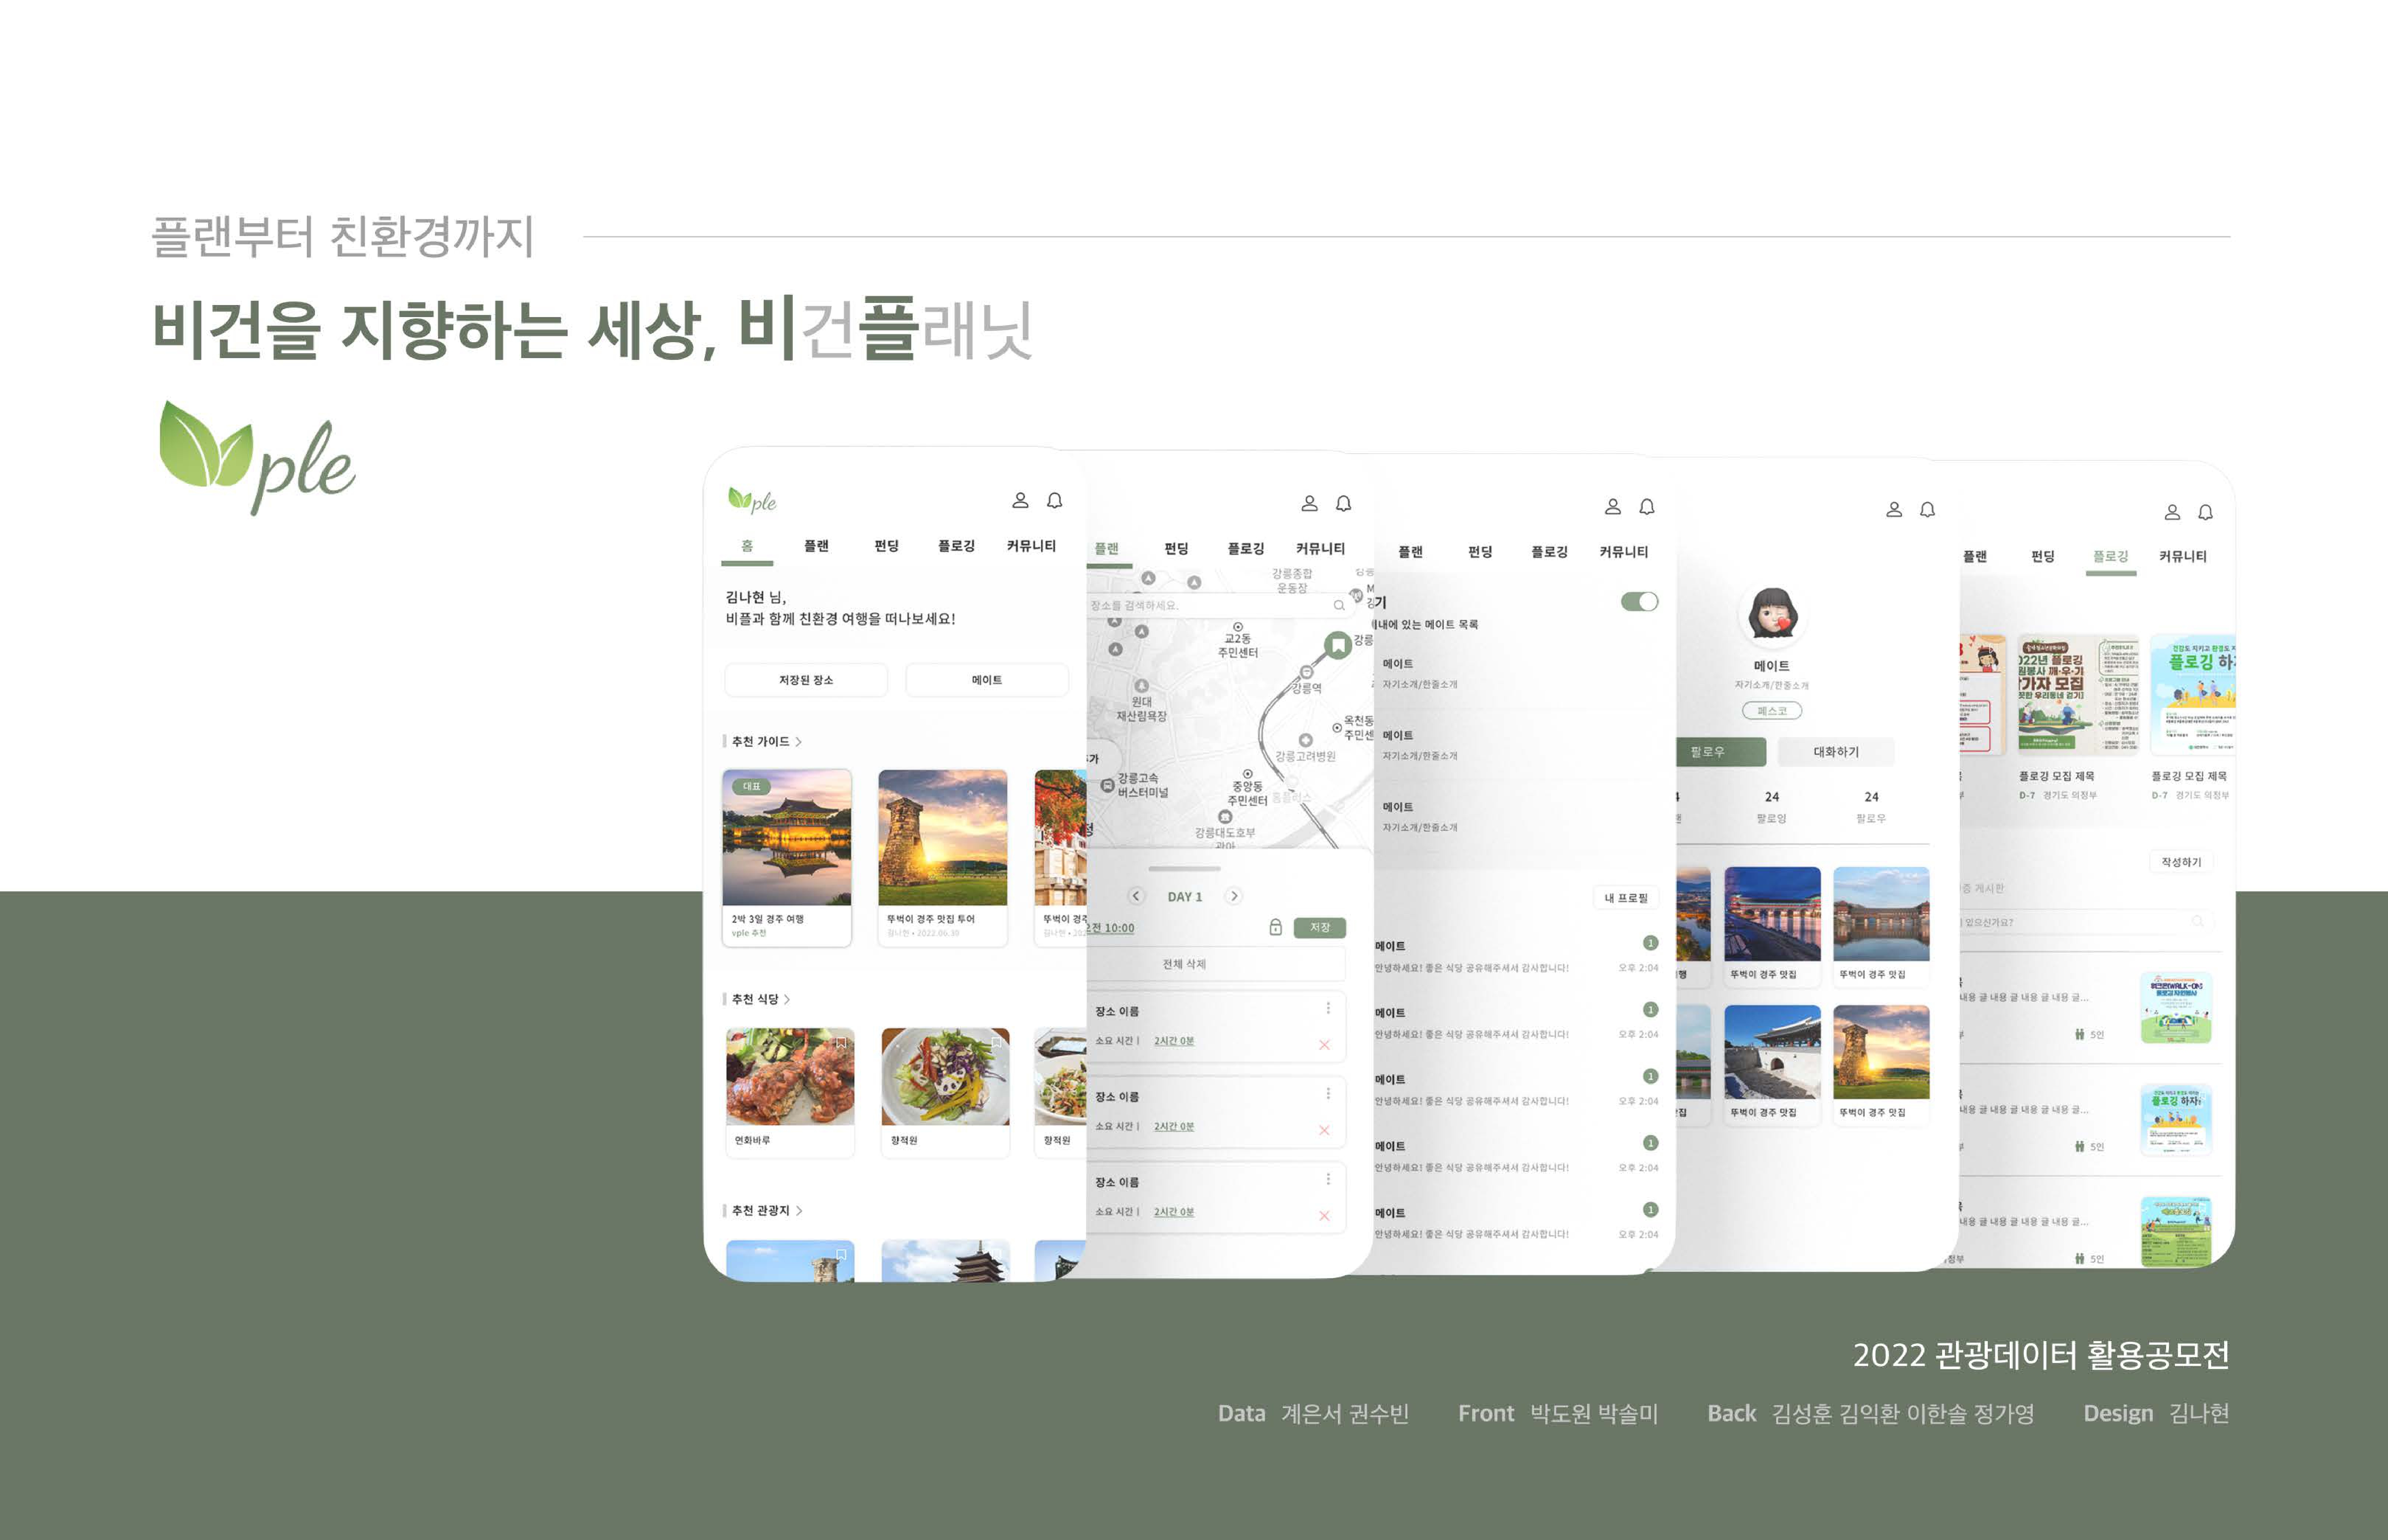 플랜부터 친환경까지
비건을 지향하는 세상, 비건플래닛
ple
ple
홈 플랜 펀딩 플로깅 커뮤니티
김나현 님,
비플과 함께 친환경 여행을 떠나보세요!
저장된 장소 메이트
추천 가이드
대표
2박 3일 경주 여행
vple 추천
뚜벅이 경주 맛집 투어
김나현 • 2022.06.30
뚜벅이 경주
추천 식당
연화바루
향적원
향적원
추천 관광지
플랜 펀딩 플로깅 커뮤니티
강릉종합
운동장
장소를 검색하세요.
교2동
주민센터
강릉역
원대
재산림욕장
옥천동
강릉고려병원
강릉고속
버스터미널
중앙동
주민센터
홈플러스
강릉대도호부
관아
DAY 1
오전 10:00
저장
전체 삭제
장소 이름
소요 시간 | 2시간 0분
장소 이름
소요 시간 | 2시간 0분
장소 이름
소요 시간 | 2시간 0분
플랜 펀딩 플로깅 커뮤니티
기
내에 있는 메이트 목록
메이트
자기소개/한줄소개
메이트
자기소개/한줄소개
메이트
자기소개/한줄소개
내 프로필
메이트 1
안녕하세요! 좋은 식당 공유해주셔서 감사합니다! 오후 2:04
메이트 1
안녕하세요! 좋은 식당 공유해주셔서 감사합니다! 오후 2:04
메이트 1
안녕하세요! 좋은 식당 공유해주셔서 감사합니다! 오후 2:04
메이트 1
안녕하세요! 좋은 식당 공유해주셔서 감사합니다! 오후 2:04
메이트 1
안녕하세요! 좋은 식당 공유해주셔서 감사합니다! 오후 2:04
메이트
자기소개/한줄소개
페스코
팔로우 대화하기
24 24
팔로잉 팔로우
뚜벅이 경주 맛집 뚜벅이 경주 맛집
뚜벅이 경주 맛집 뚜벅이 경주 맛집
플랜 펀딩 플로깅 커뮤니티
플로깅 모집 제목
D-7 경기도 의정부
플로깅 모집 제목
D-7 경기도 의정부
작성하기
게시판
있으신가요?
내용 글 내용 글 내용 글 내용 글...
5인
내용 글 내용 글 내용 글 내용 글...
5인
내용 글 내용 글 내용 글 내용 글...
5인
2022 관광데이터 활용공모전
Data 계은서 권수빈 Front 박도원 박솔미 Back 김성훈 김익환 이한솔 정가영 Design 김나현